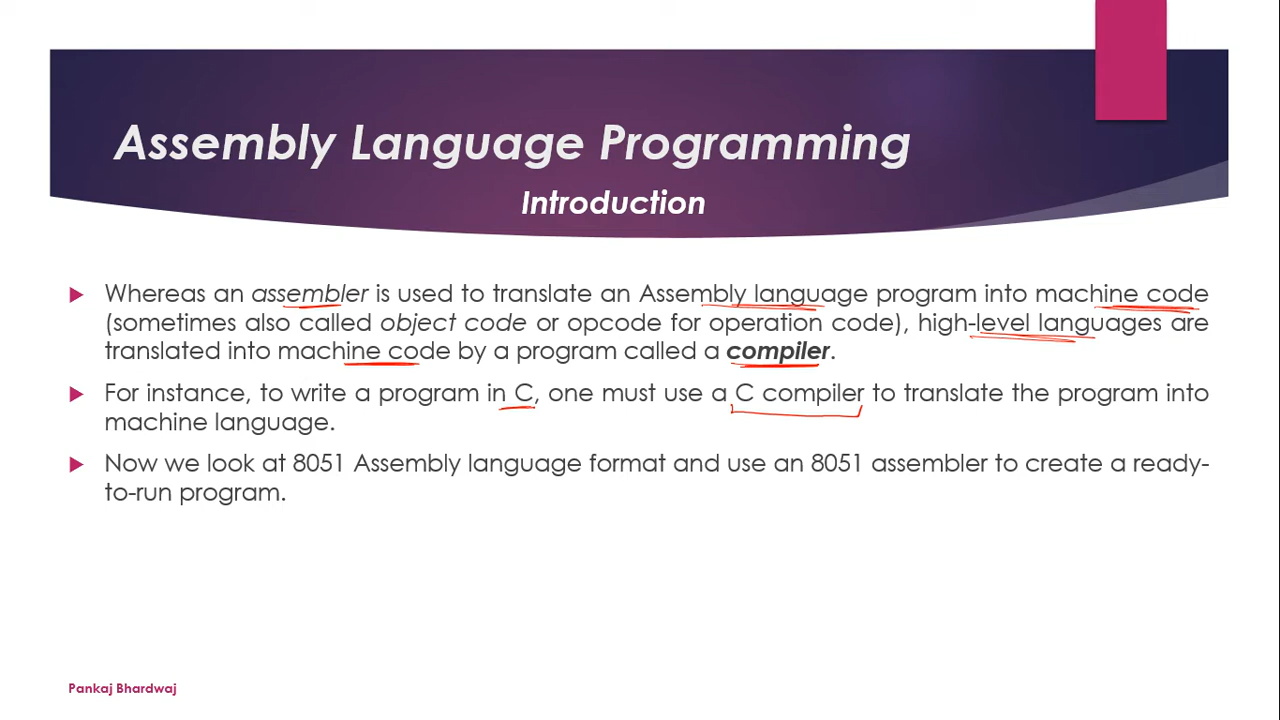 Assembly Language Programming
Introduction
Whereas an assembler is used to translate an Assembly language program into machine code
(sometimes also called object code or opcode for operation code), high-level languages are
translated into machine code by a program called a compiler.
For instance, to write a program in C, one must use a C compiler to translate the program into
machine language.
Now we look at 8051 Assembly language format and use an 8051 assembler to create a ready-
to-run program.
Pankaj Bhardwaj